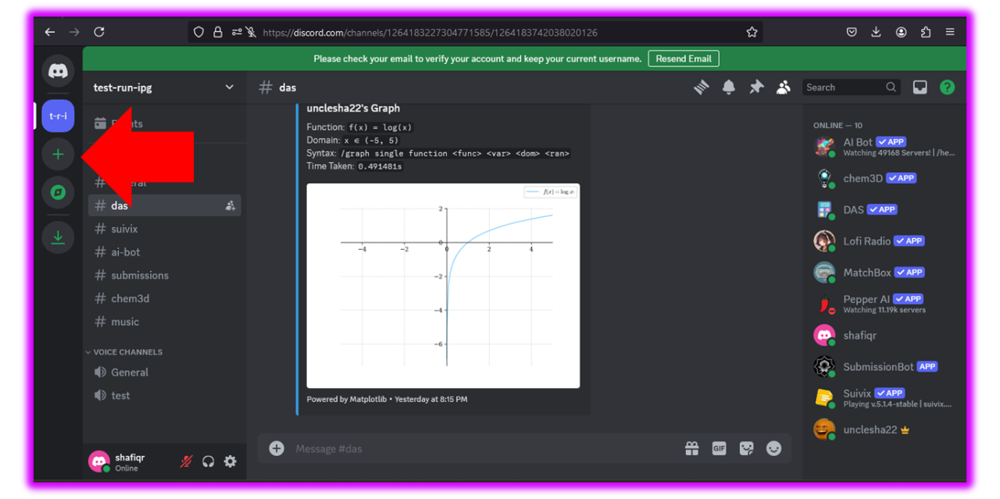 https://discord.com/channels/1264183227304771585/1264183742038020126
Please check your email to verify your account and keep your current username. Resend Email
test-run-ipg
# das
Search
t-r-i
# das
# suivix
# ai-bot
# submissions
# chem3d
# music
VOICE CHANNELS
General
test
shafiqr
Online
unclesha22's Graph
Function: f(x) = log(x)
Domain: x ∈ (-5, 5)
Syntax: /graph single function <func> <var> <dom> <ran>
Time Taken: 0.491481s
f(x) = log x
2
0
−2
−4
−6
−4 −2 0 2 4
Powered by Matplotlib • Yesterday at 8:15 PM
Message #das
GIF
ONLINE — 10
AI Bot ✓ APP
Watching 49168 Servers! | /he...
chem3D ✓ APP
DAS ✓ APP
Lofi Radio ✓ APP
MatchBox ✓ APP
Pepper AI ✓ APP
Watching 11.19k servers
shafiqr
SubmissionBot APP
Suivix ✓ APP
Playing v.5.1.4-stable | suivix....
unclesha22